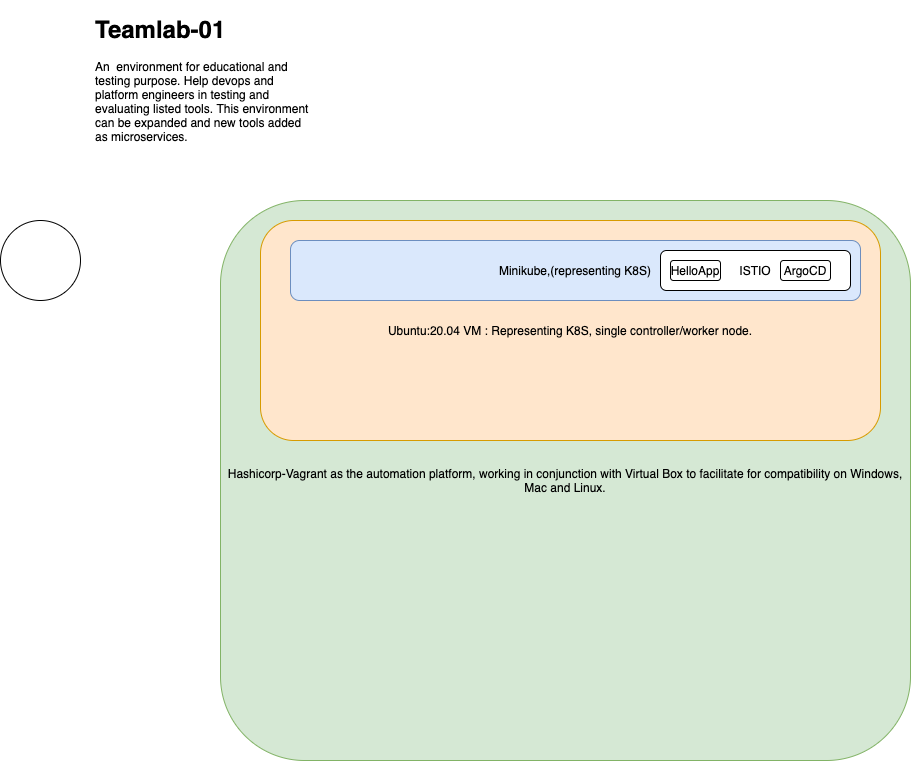 Teamlab-01
An  environment for educational and
testing purpose. Help devops and
platform engineers in testing and
evaluating listed tools. This environment
can be expanded and new tools added
as microservices.
Minikube,(representing K8S)
HelloApp
ISTIO
ArgoCD
Ubuntu:20.04 VM : Representing K8S, single controller/worker node.
Hashicorp-Vagrant as the automation platform, working in conjunction with Virtual Box to facilitate for compatibility on Windows,
Mac and Linux.